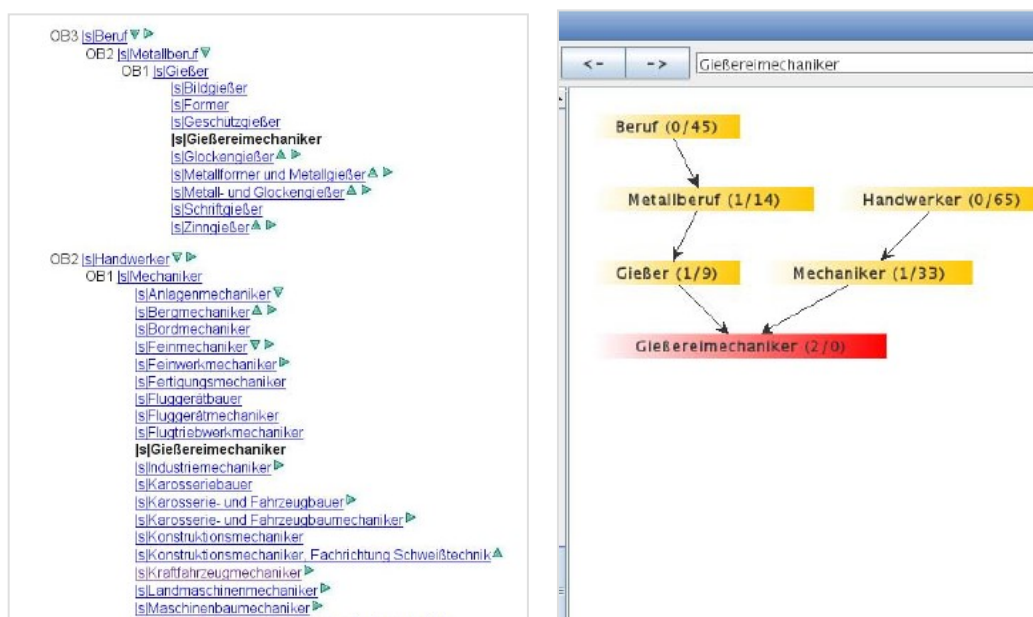 OB3 |s|Beruf
OB2 |s|Metallberuf
OB1 |s|Gießer
|s|Bildgießer
|s|Former
|s|Geschützgießer
|s|Gießereimechaniker
|s|Glockengießer
|s|Metallformer und Metallgießer
|s|Metall- und Glockengießer
|s|Schriftgießer
|s|Zinngießer
OB2 |s|Handwerker
OB1 |s|Mechaniker
|s|Anlagenmechaniker
|s|Bergmechaniker
|s|Bordmechaniker
|s|Feinmechaniker
|s|Feinwerkmechaniker
|s|Fertigungsmechaniker
|s|Fluggerätbauer
|s|Fluggerätmechaniker
|s|Flugtriebwerkmechaniker
|s|Gießereimechaniker
|s|Industriemechaniker
|s|Karosseriebauer
|s|Karosserie- und Fahrzeugbauer
|s|Karosserie- und Fahrzeugbaumechaniker
|s|Konstruktionsmechaniker
|s|Konstruktionsmechaniker, Fachrichtung Schweißtechnik
|s|Kraftfahrzeugmechaniker
|s|Landmaschinenmechaniker
|s|Maschinenbaumechaniker
<- -> Gießereimechaniker
Beruf (0/45)
Metallberuf (1/14) Handwerker (0/65)
Gießer (1/9) Mechaniker (1/33)
Gießereimechaniker (2/0)